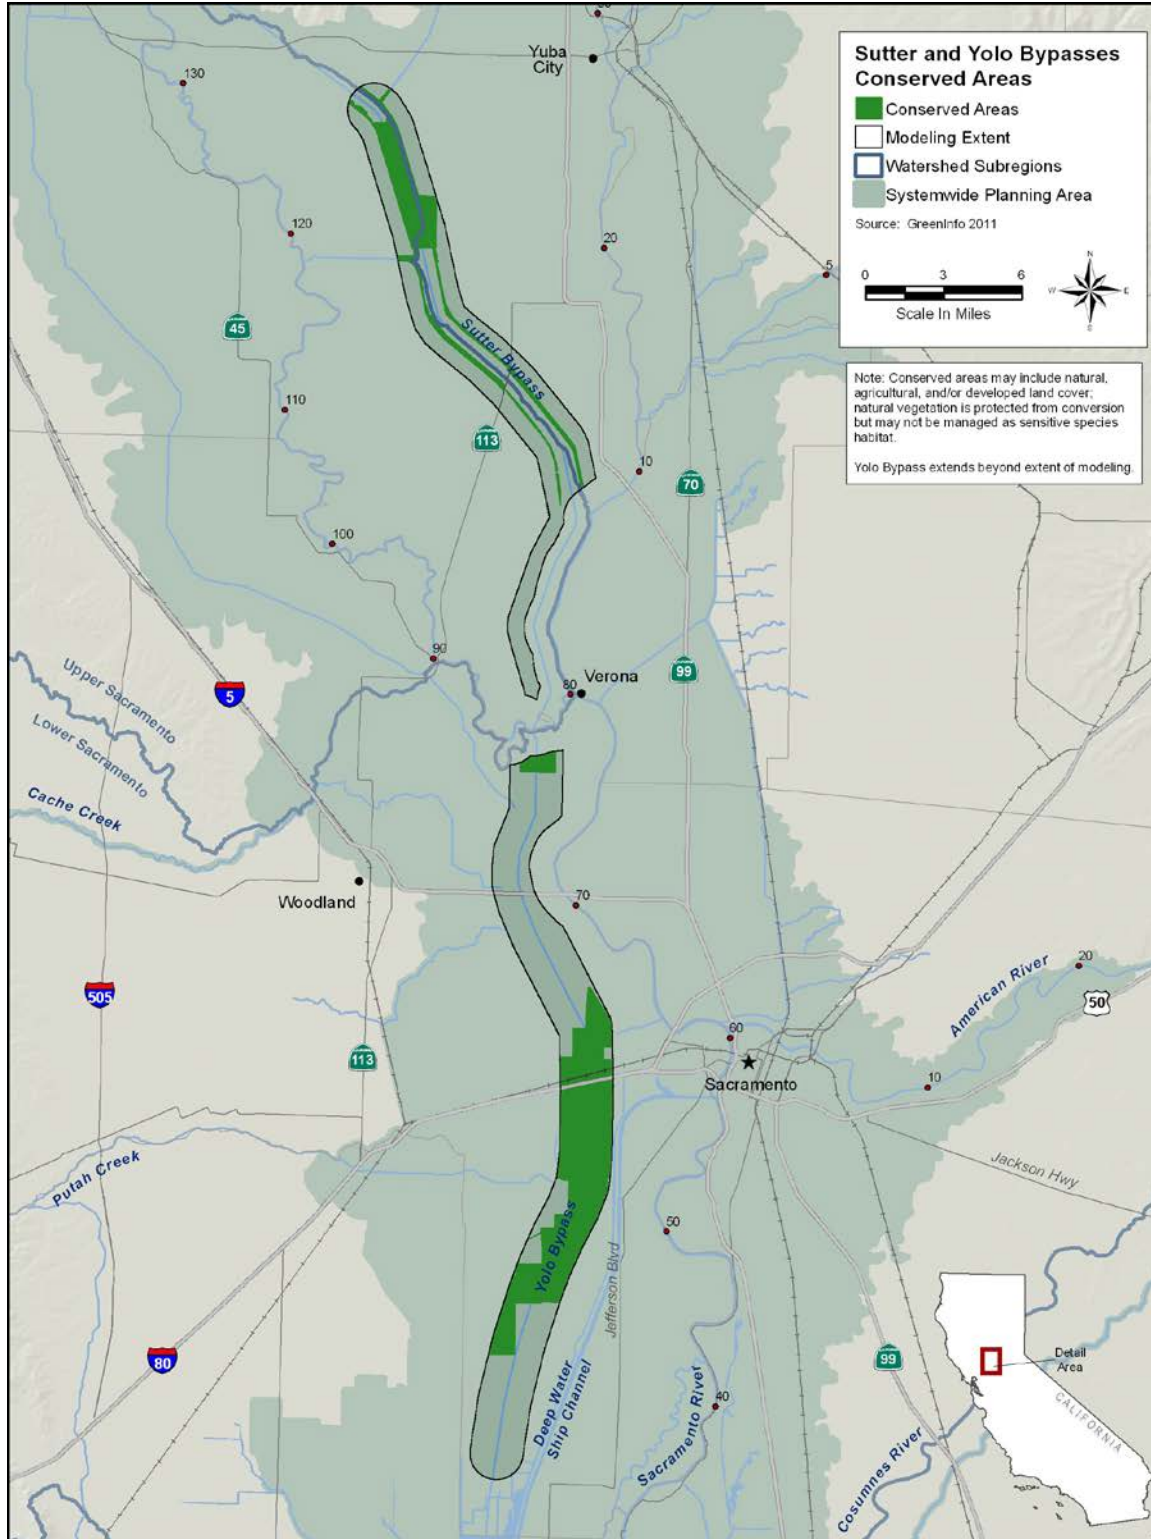 Sutter and Yolo Bypasses
Conserved Areas
Conserved Areas
Modeling Extent
Watershed Subregions
Systemwide Planning Area
Source: GreenInfo 2011
0 3 6
Scale In Miles
N
W E
S
Note: Conserved areas may include natural,
agricultural, and/or developed land cover;
natural vegetation is protected from conversion
but may not be managed as sensitive species
habitat.
Yolo Bypass extends beyond extent of modeling.
Yuba
City
130
120
20
5
45
Sutter Bypass
110
113
10
70
100
90
Upper Sacramento
Lower Sacramento
5
80
Verona
99
Cache Creek
Woodland
70
505
American River
20
50
113
60
Sacramento
10
Putah Creek
Jackson Hwy
50
Yolo Bypass
Jefferson Blvd
80
Deep Water
Ship Channel
Sacramento River
40
99
Cosumnes River
Detail
Area
CALIFORNIA